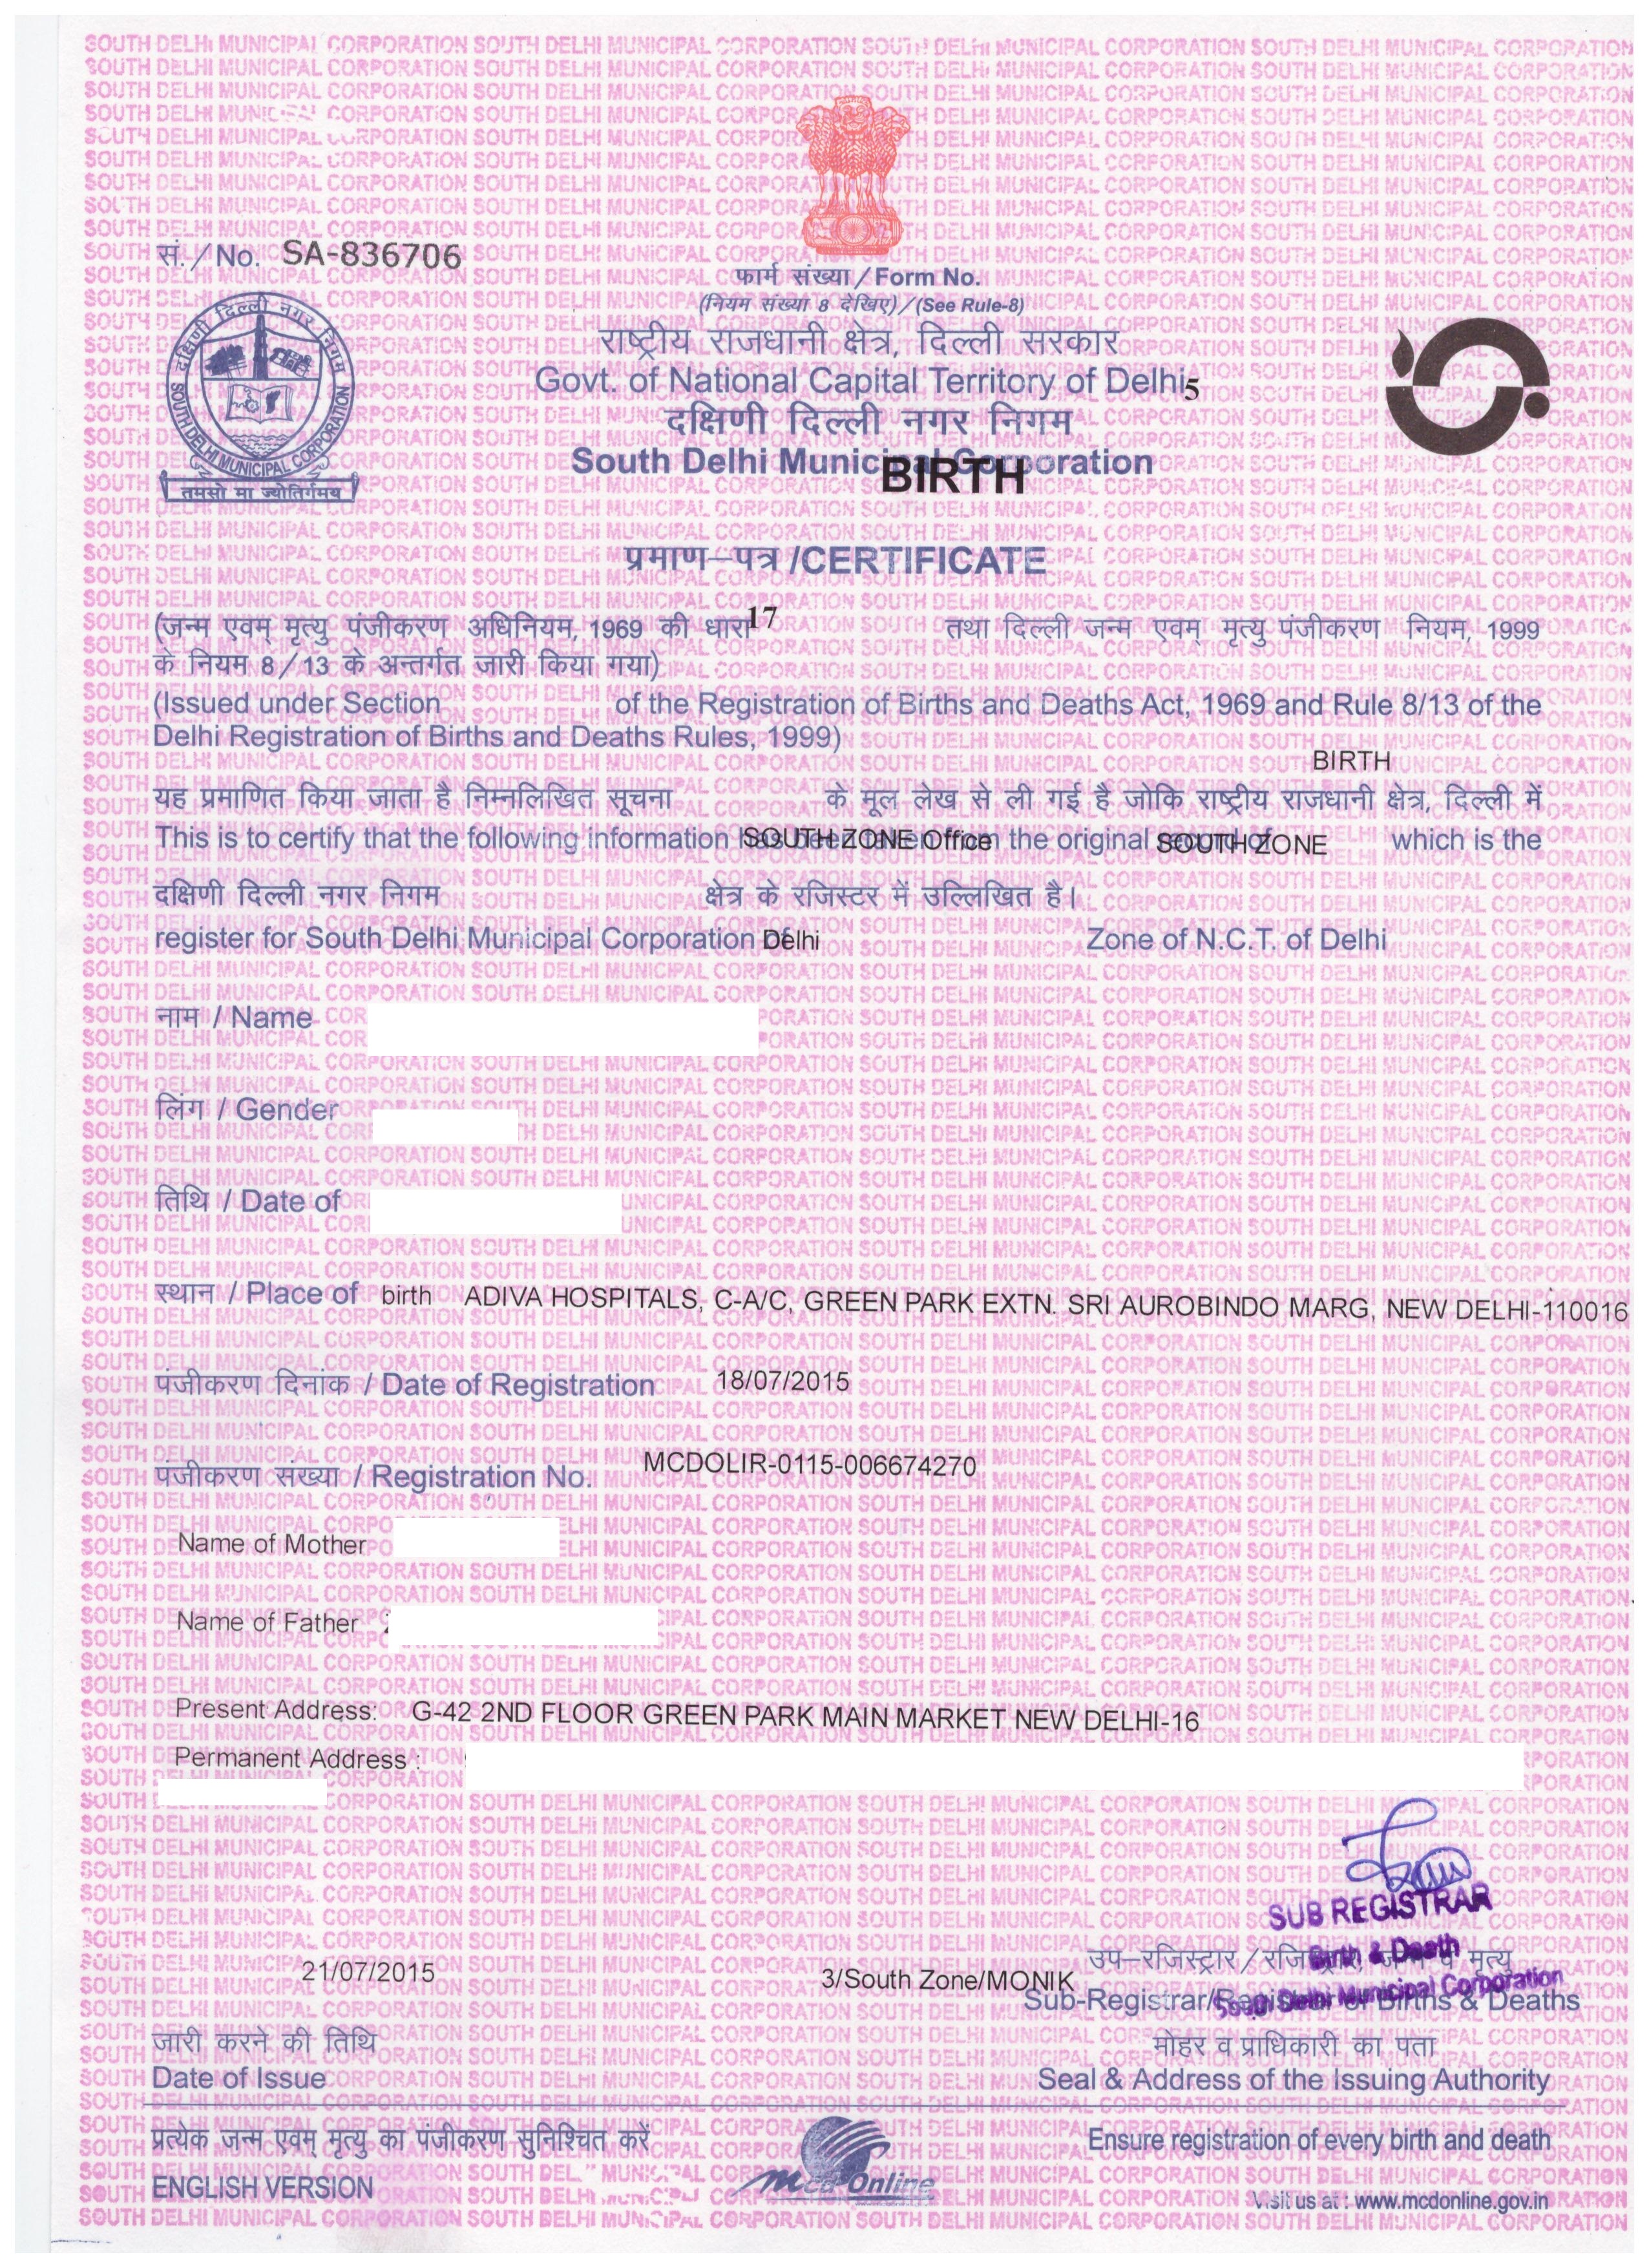 सं./No. SA-836706
फार्म संख्या/Form No.
(नियम संख्या 8 देखिए)/(See Rule-8)
राष्ट्रीय राजधानी क्षेत्र, दिल्ली सरकार
Govt. of National Capital Territory of Delhi 5
दक्षिणी दिल्ली नगर निगम
South Delhi Municipal Corporation
BIRTH
दक्षिणी दिल्ली नगर निगम
SOUTH DELHI MUNICIPAL CORPORATION
तमसो मा ज्योतिर्गमय
प्रमाण-पत्र /CERTIFICATE
(जन्म एवम् मृत्यु पंजीकरण अधिनियम, 1969 की धारा 17 तथा दिल्ली जन्म एवम् मृत्यु पंजीकरण नियम, 1999
के नियम 8/13 के अन्तर्गत जारी किया गया)
(Issued under Section of the Registration of Births and Deaths Act, 1969 and Rule 8/13 of the
Delhi Registration of Births and Deaths Rules, 1999)
BIRTH
यह प्रमाणित किया जाता है निम्नलिखित सूचना के मूल लेख से ली गई है जोकि राष्ट्रीय राजधानी क्षेत्र, दिल्ली में
This is to certify that the following information has been taken from the original record of which is the
SOUTH ZONE Office SOUTH ZONE
दक्षिणी दिल्ली नगर निगम क्षेत्र के रजिस्टर में उल्लिखित है।
register for South Delhi Municipal Corporation Of Delhi Zone of N.C.T. of Delhi
नाम / Name
लिंग / Gender
तिथि / Date of
स्थान / Place of birth ADIVA HOSPITALS, C-A/C, GREEN PARK EXTN. SRI AUROBINDO MARG, NEW DELHI-110016
पंजीकरण दिनांक / Date of Registration 18/07/2015
पंजीकरण संख्या / Registration No. MCDOLIR-0115-006674270
Name of Mother
Name of Father
Present Address: G-42 2ND FLOOR GREEN PARK MAIN MARKET NEW DELHI-16
Permanent Address :
SUB REGISTRAR
Birth & Death
South Delhi Municipal Corporation
21/07/2015 3/South Zone/MONIK
उप-रजिस्ट्रार/रजिस्ट्रार, जन्म व मृत्यु
Sub-Registrar/Registrar of Births & Deaths
जारी करने की तिथि मोहर व प्राधिकारी का पता
Date of Issue Seal & Address of the Issuing Authority
प्रत्येक जन्म एवम् मृत्यु का पंजीकरण सुनिश्चित करें Ensure registration of every birth and death
ENGLISH VERSION mcd Online Visit us at : www.mcdonline.gov.in